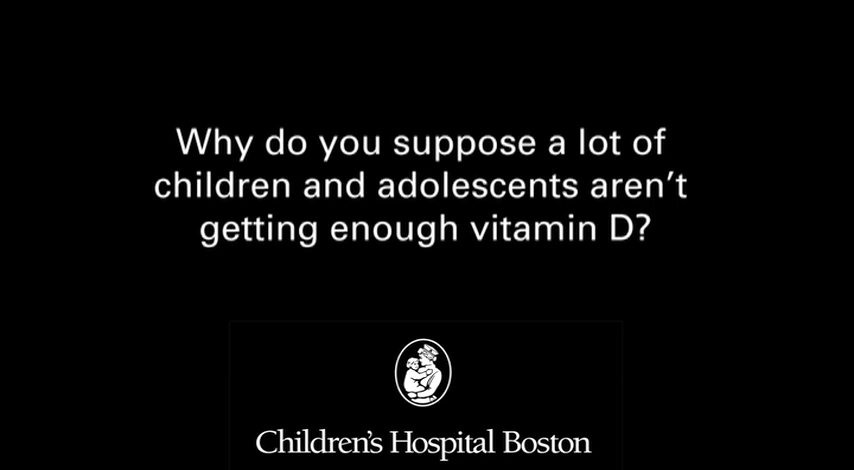 Why do you suppose a lot of
children and adolescents aren't
getting enough vitamin D?
Children's Hospital Boston